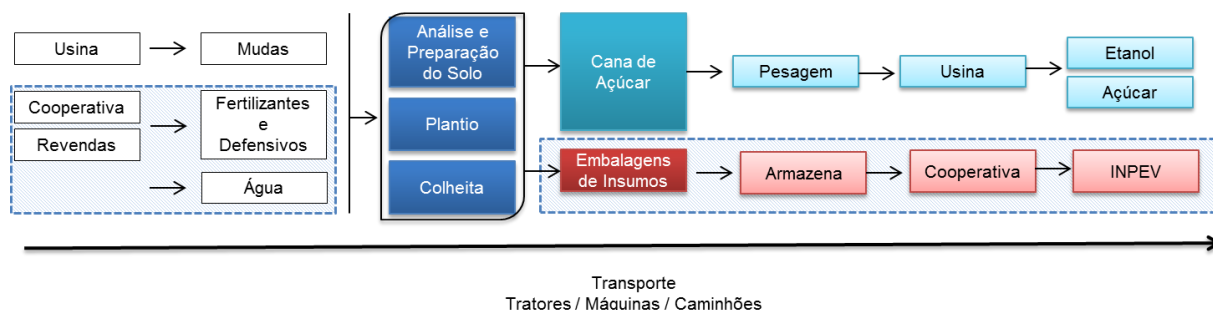 Usina
Mudas
Cooperativa
Revendas
Fertilizantes
e
Defensivos
Água
Análise e
Preparação
do Solo
Plantio
Colheita
Cana de
Açúcar
Pesagem
Usina
Etanol
Açúcar
Embalagens
de Insumos
Armazena
Cooperativa
INPEV
Transporte
Tratores / Máquinas / Caminhões